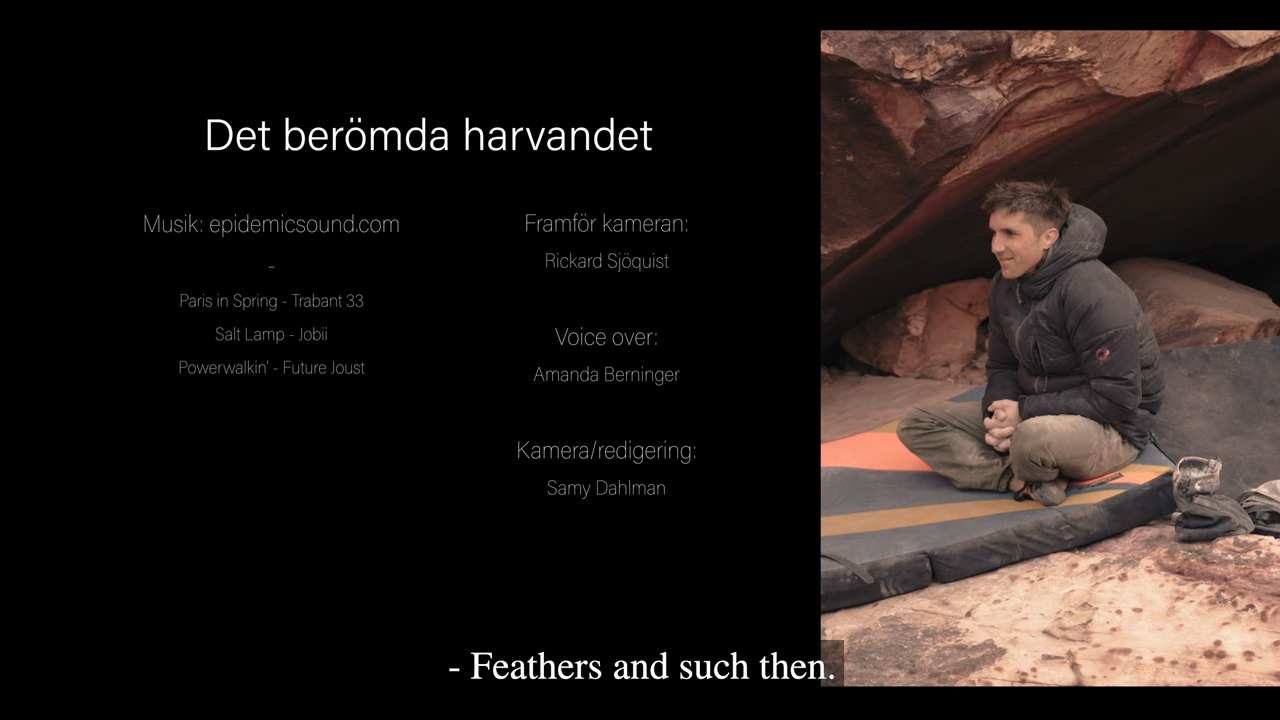 Det berömda harvandet
Musik: epidemicsound.com
-
Paris in Spring - Trabant 33
Salt Lamp - Jobii
Powerwalkin' - Future Joust
Framför kameran:
Rickard Sjöquist
Voice over:
Amanda Berninger
Kamera/redigering:
Samy Dahlman
- Feathers and such then.